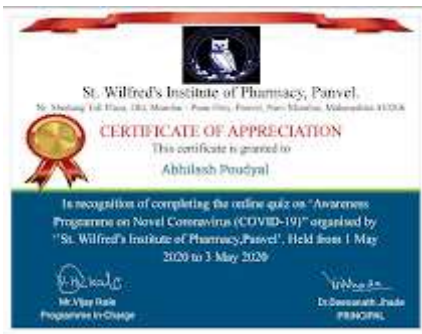 St. Wilfred's Institute of Pharmacy, Panvel.
CERTIFICATE OF APPRECIATION
This certificate is granted to
Abhilash Poudyal
In recognition of completing the online quiz on "Awareness
Programme on Novel Coronavirus (COVID-19)" organised by
"St. Wilfred's Institute of Pharmacy,Panvel", Held from 1 May
2020 to 3 May 2020
Mr.Vijay
Programme In-Charge
PRINCIPAL